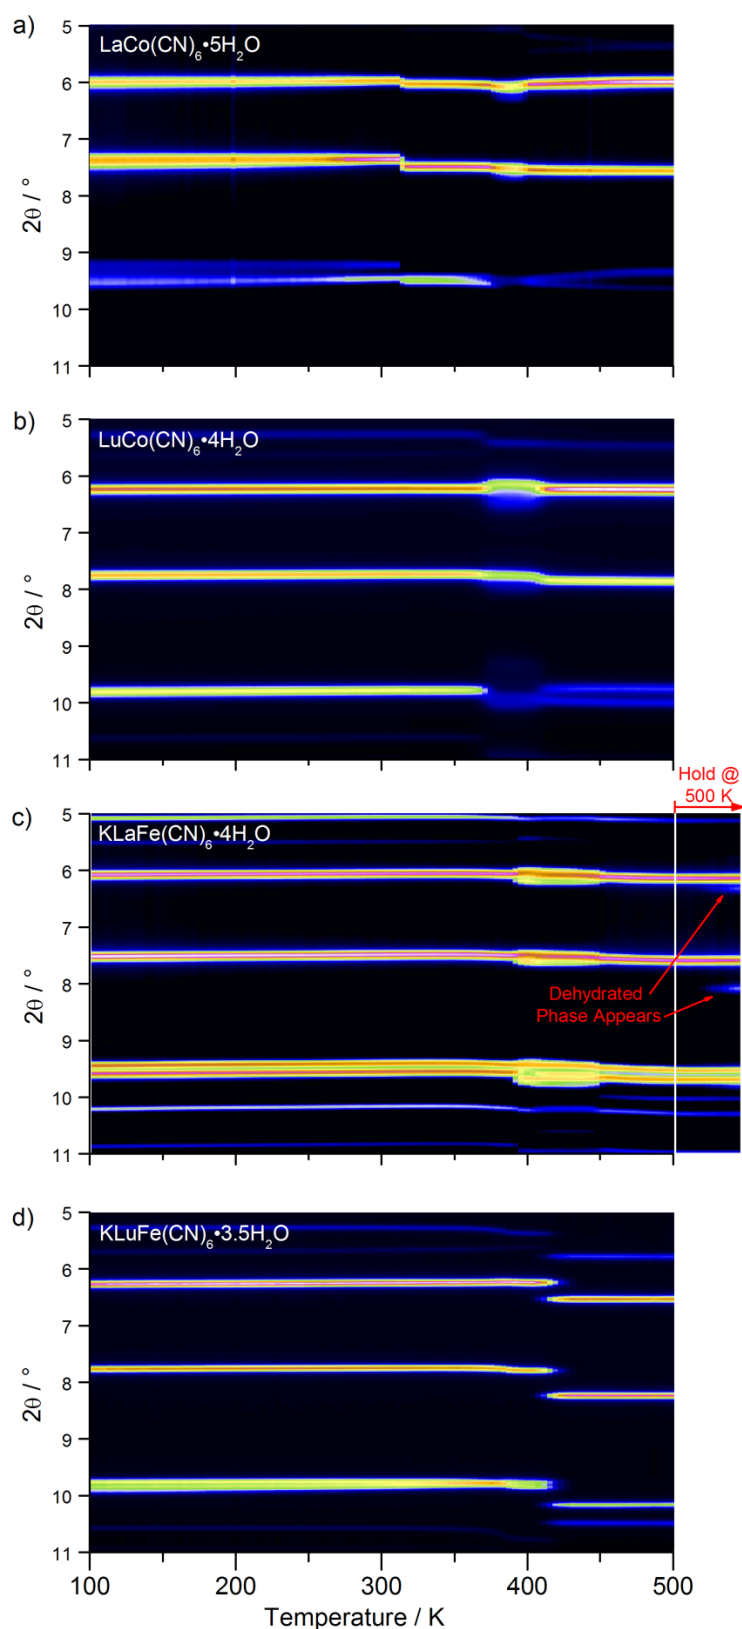 a)
LaCo(CN)₆•5H₂O
5
6
7
8
9
10
11
2θ / °
b)
LuCo(CN)₆•4H₂O
5
6
7
8
9
10
11
2θ / °
Hold @
500 K
c)
KLaFe(CN)₆•4H₂O
5
6
7
8
9
10
11
2θ / °
Dehydrated
Phase Appears
d)
KLuFe(CN)₆•3.5H₂O
5
6
7
8
9
10
11
2θ / °
100 200 300 400 500
Temperature / K